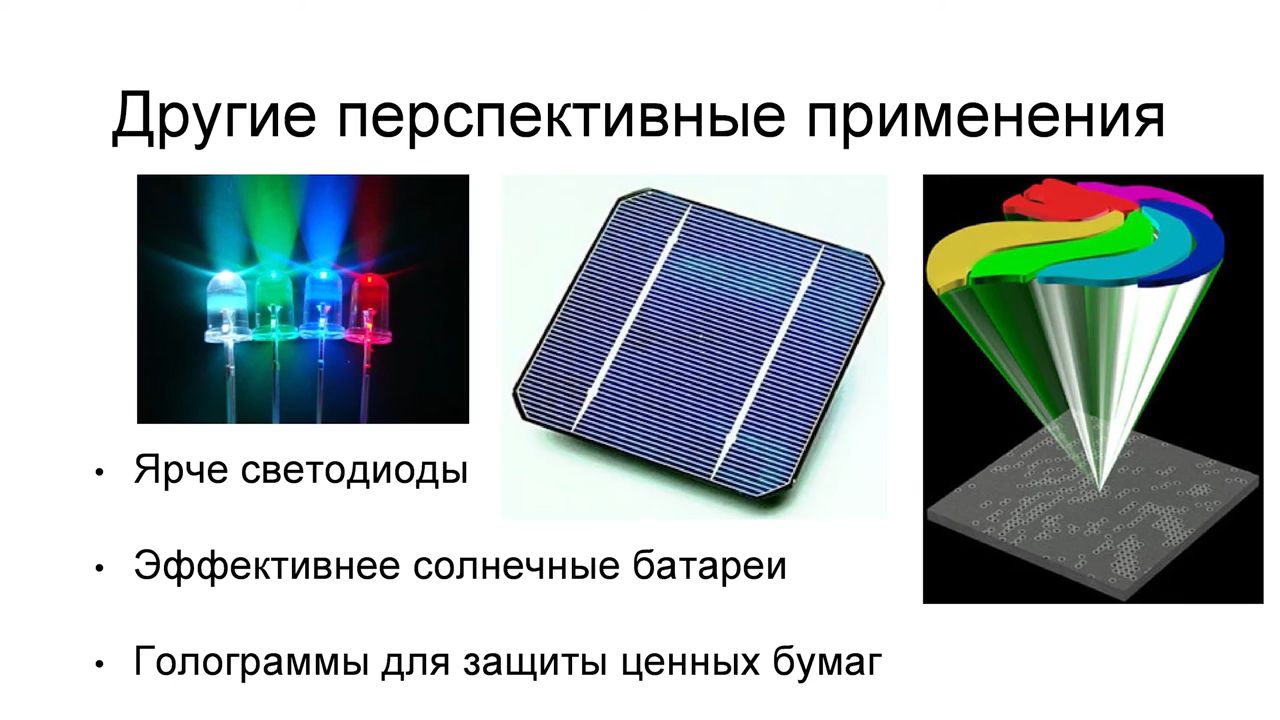 Другие перспективные применения
• Ярче светодиоды
• Эффективнее солнечные батареи
• Голограммы для защиты ценных бумаг